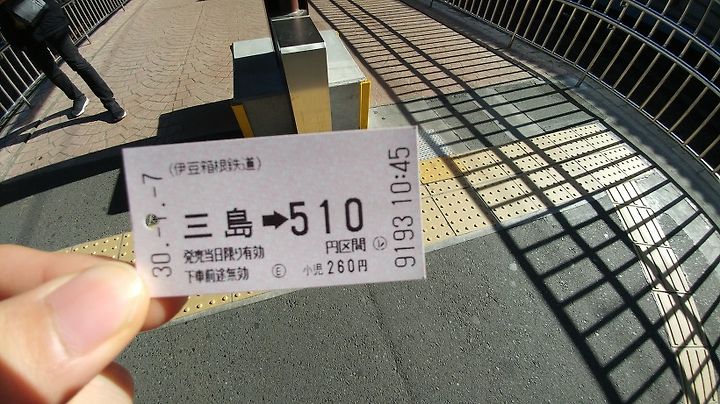 (伊豆箱根鉄道)
三島➡510
円区間 ㋹
発売当日限り有効
下車前途無効 Ⓔ 小児260円
30.-1.-7
9193 10:45